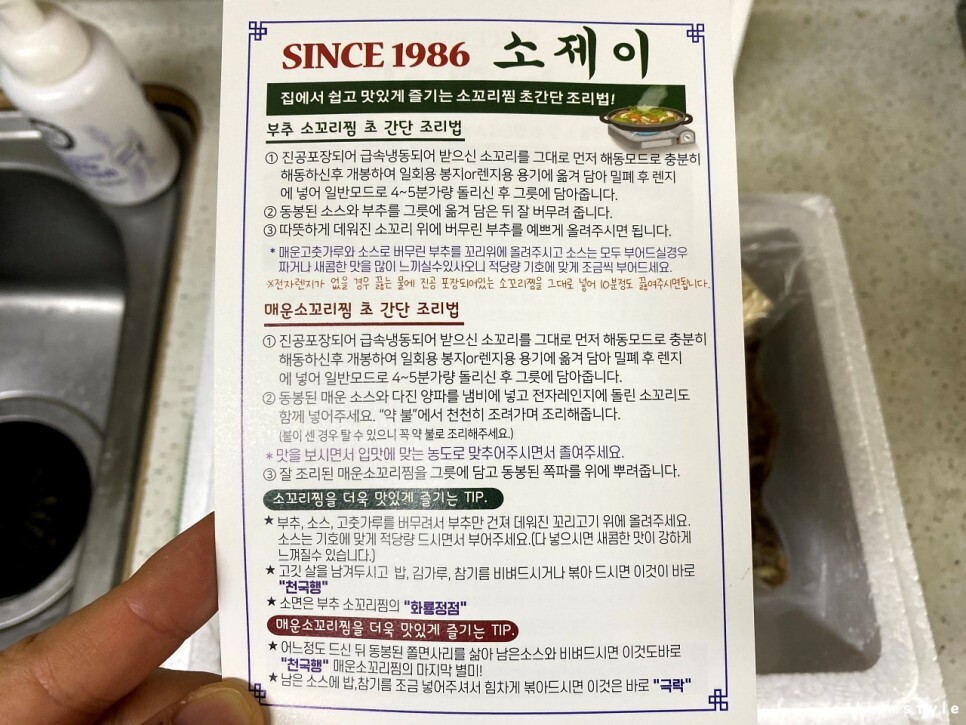 SINCE 1986 소제이
집에서 쉽고 맛있게 즐기는 소꼬리찜 초간단 조리법!
부추 소꼬리찜 초 간단 조리법
① 진공포장되어 급속냉동되어 받으신 소꼬리를 그대로 먼저 해동모드로 충분히
해동하신후 개봉하여 일회용 봉지or렌지용 용기에 옮겨 담아 밀폐 후 렌지
에 넣어 일반모드로 4~5분가량 돌리신 후 그릇에 담아줍니다.
② 동봉된 소스와 부추를 그릇에 옮겨 담은 뒤 잘 버무려 줍니다.
③ 따뜻하게 데워진 소꼬리 위에 버무린 부추를 예쁘게 올려주시면 됩니다.
* 매운고춧가루와 소스로 버무린 부추를 꼬리위에 올려주시고 소스는 모두 부어드실경우
짜거나 새콤한 맛을 많이 느끼실수있사오니 적당량 기호에 맞게 조금씩 부어드세요.
※전자렌지가 없을 경우 끓는 물에 진공 포장되어있는 소꼬리찜을 그대로 넣어 10분정도 끓여주시면됩니다.
매운소꼬리찜 초 간단 조리법
① 진공포장되어 급속냉동되어 받으신 소꼬리를 그대로 먼저 해동모드로 충분히
해동하신후 개봉하여 일회용 봉지or렌지용 용기에 옮겨 담아 밀폐 후 렌지
에 넣어 일반모드로 4~5분가량 돌리신 후 그릇에 담아줍니다.
② 동봉된 매운 소스와 다진 양파를 냄비에 넣고 전자레인지에 돌린 소꼬리도
함께 넣어주세요. "약 불"에서 천천히 조려가며 조리해줍니다.
(불이 센 경우 탈 수 있으니 꼭 약 불로 조리해주세요.)
* 맛을 보시면서 입맛에 맞는 농도로 맞추어주시면서 졸여주세요.
③ 잘 조리된 매운소꼬리찜을 그릇에 담고 동봉된 쪽파를 위에 뿌려줍니다.
소꼬리찜을 더욱 맛있게 즐기는 TIP.
★ 부추, 소스, 고춧가루를 버무려서 부추만 건져 데워진 꼬리고기 위에 올려주세요.
소스는 기호에 맞게 적당량 드시면서 부어주세요.(다 넣으시면 새콤한 맛이 강하게
느껴질수 있습니다.)
★ 고깃 살을 남겨두시고 밥, 김가루, 참기름 비벼드시거나 볶아 드시면 이것이 바로
"천국행"
★ 소면은 부추 소꼬리찜의 "화룡정점"
매운소꼬리찜을 더욱 맛있게 즐기는 TIP.
★ 어느정도 드신 뒤 동봉된 쫄면사리를 삶아 남은소스와 비벼드시면 이것도바로
"천국행" 매운소꼬리찜의 마지막 별미!
★ 남은 소스에 밥,참기름 조금 넣어주셔서 힘차게 볶아드시면 이것은 바로 "극락"